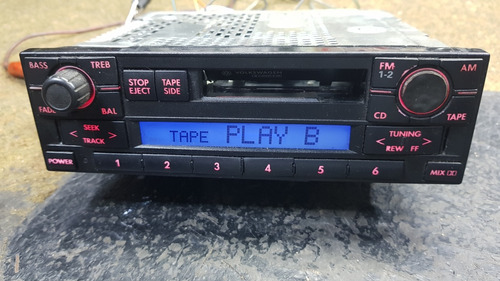 BASS TREB
FADE BAL
STOP EJECT
TAPE SIDE
FM 1-2 AM
CD TAPE
< SEEK TRACK >
TAPE PLAY B
< TUNING REW FF >
POWER 1 2 3 4 5 6 MIX (X)